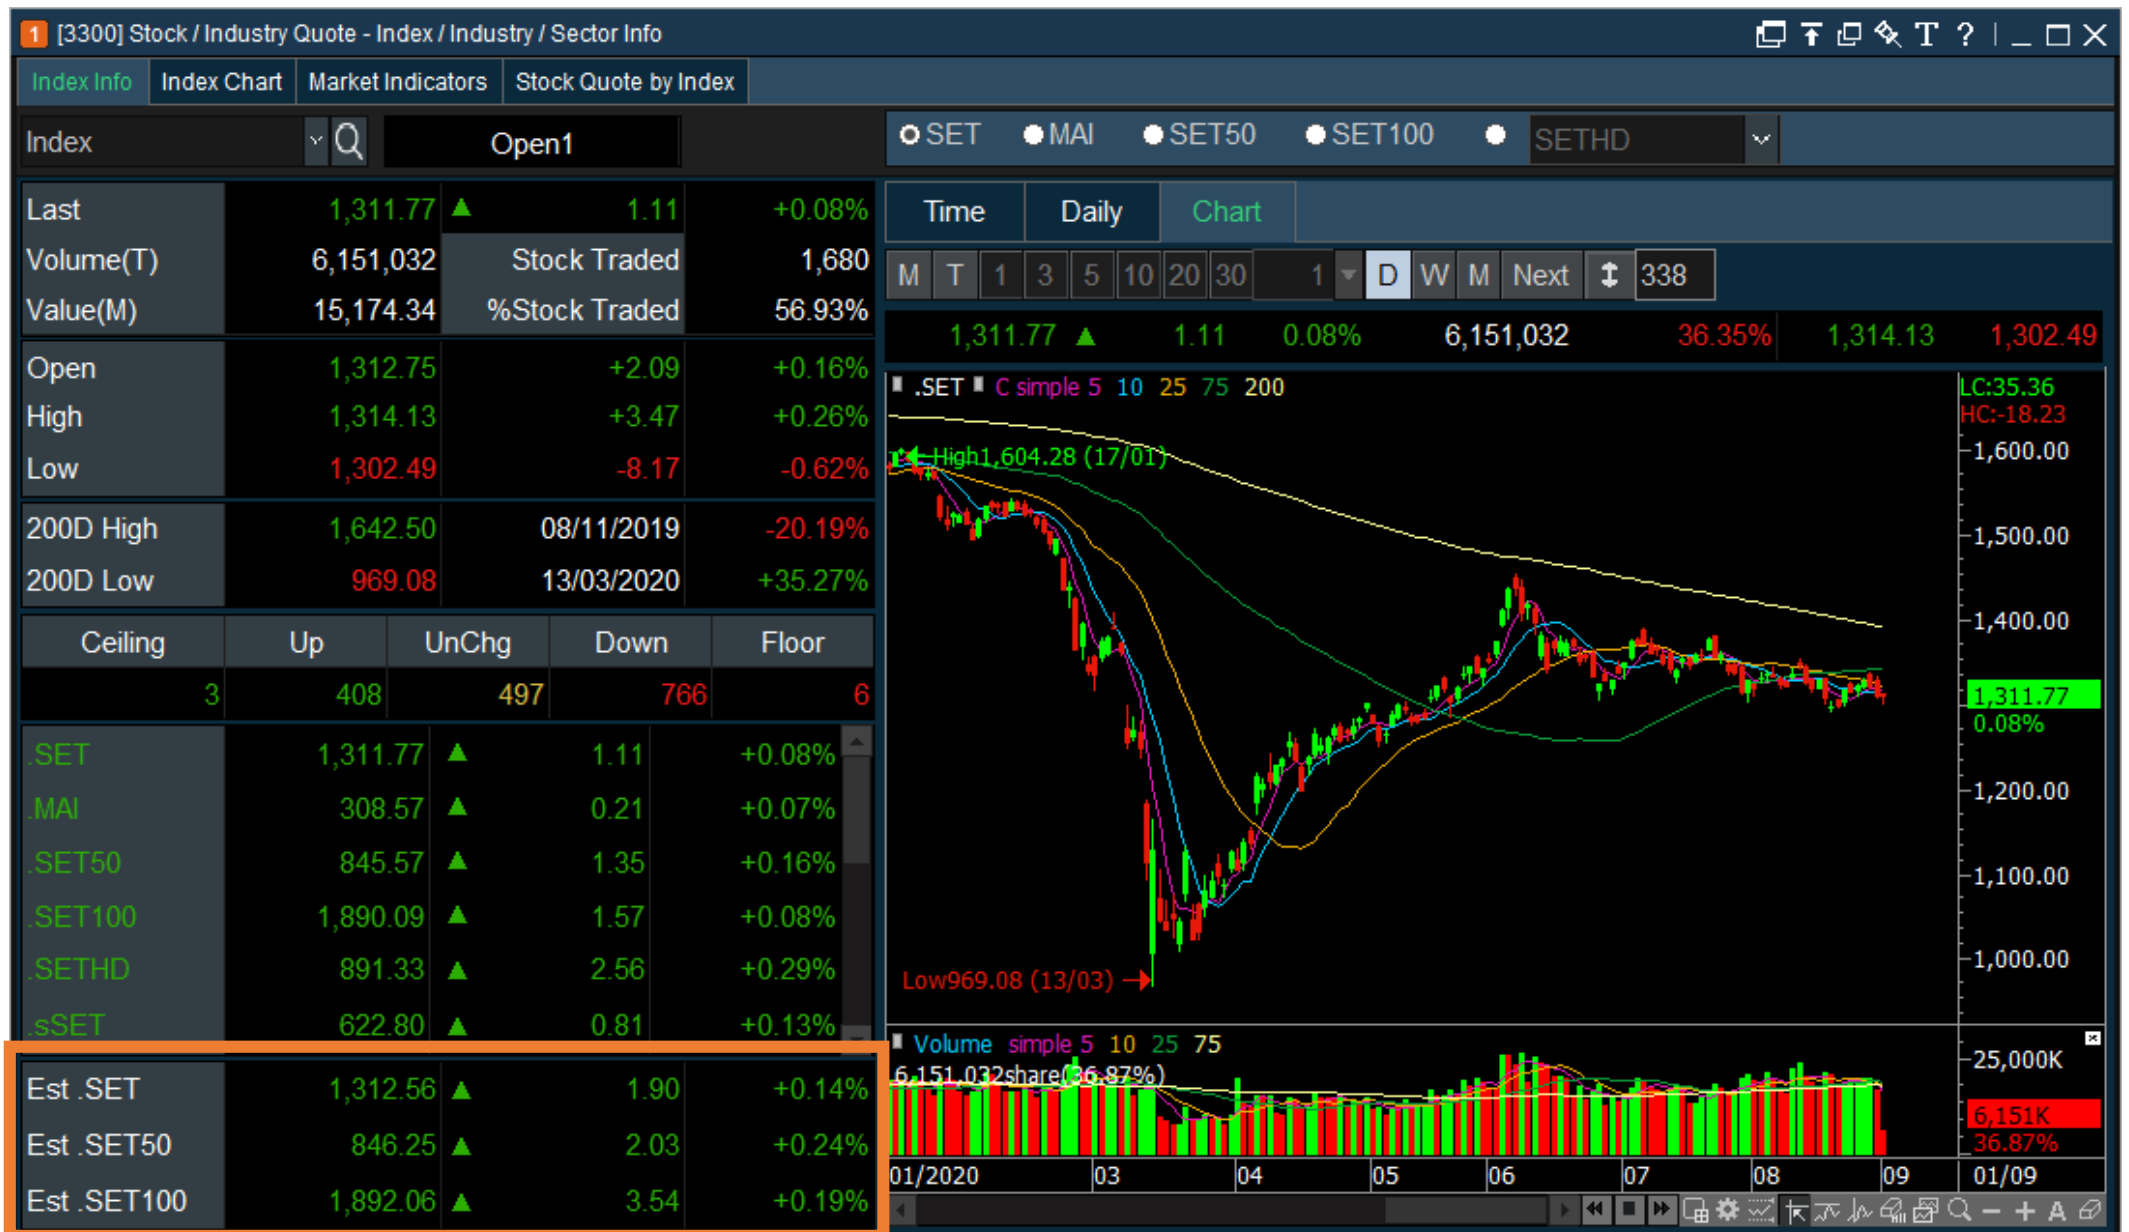 1 [3300] Stock / Industry Quote - Index / Industry / Sector Info
Index Info Index Chart Market Indicators Stock Quote by Index
Index Open1
SET MAI SET50 SET100 SETHD
Last 1,311.77 ▲ 1.11 +0.08%
Volume(T) 6,151,032 Stock Traded 1,680
Value(M) 15,174.34 %Stock Traded 56.93%
Open 1,312.75 +2.09 +0.16%
High 1,314.13 +3.47 +0.26%
Low 1,302.49 -8.17 -0.62%
200D High 1,642.50 08/11/2019 -20.19%
200D Low 969.08 13/03/2020 +35.27%
Ceiling Up UnChg Down Floor
3 408 497 766 6
.SET 1,311.77 ▲ 1.11 +0.08%
.MAI 308.57 ▲ 0.21 +0.07%
.SET50 845.57 ▲ 1.35 +0.16%
.SET100 1,890.09 ▲ 1.57 +0.08%
.SETHD 891.33 ▲ 2.56 +0.29%
.sSET 622.80 ▲ 0.81 +0.13%
Est .SET 1,312.56 ▲ 1.90 +0.14%
Est .SET50 846.25 ▲ 2.03 +0.24%
Est .SET100 1,892.06 ▲ 3.54 +0.19%
Time Daily Chart
M T 1 3 5 10 20 30 1 D W M Next 338
1,311.77 ▲ 1.11 0.08% 6,151,032 36.35% 1,314.13 1,302.49
.SET C simple 5 10 25 75 200
LC:35.36
HC:-18.23
High1,604.28 (17/01)
1,600.00
1,500.00
1,400.00
1,311.77
0.08%
1,200.00
1,100.00
1,000.00
Low969.08 (13/03)
Volume simple 5 10 25 75
6,151,032share(36.87%)
25,000K
6,151K
36.87%
01/2020 03 04 05 06 07 08 09 01/09
A